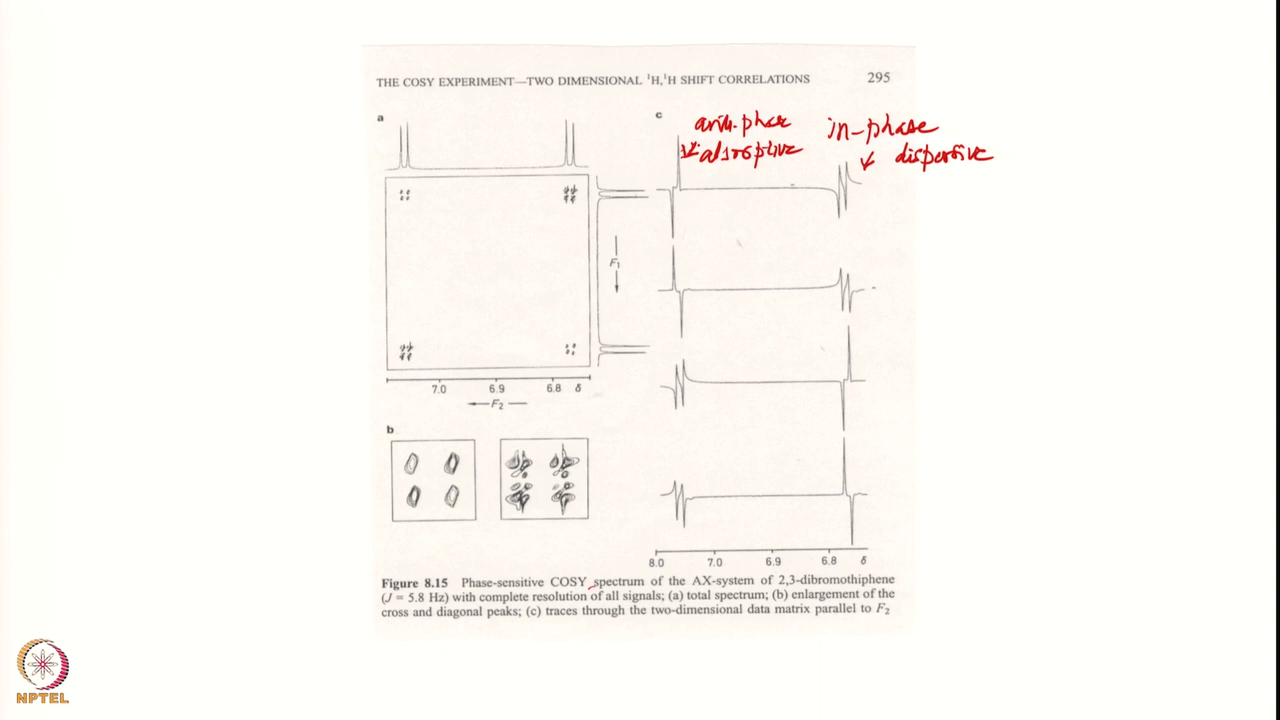 THE COSY EXPERIMENT—TWO DIMENSIONAL ¹H,¹H SHIFT CORRELATIONS 295
a
c
in-phase
absorptive
dispersive
F₁
7.0 6.9 6.8 δ
F₂
b
8.0 7.0 6.9 6.8 δ
Figure 8.15 Phase-sensitive COSY spectrum of the AX-system of 2,3-dibromothiphene
(J = 5.8 Hz) with complete resolution of all signals; (a) total spectrum; (b) enlargement of the
cross and diagonal peaks; (c) traces through the two-dimensional data matrix parallel to F₂
NPTEL